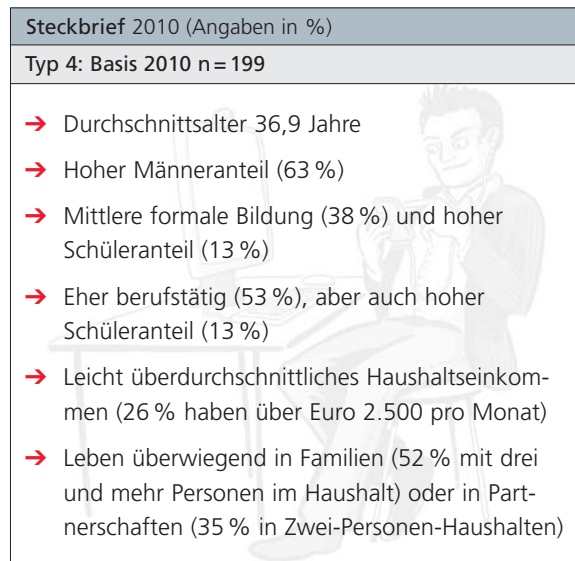 Steckbrief 2010 (Angaben in %)
Typ 4: Basis 2010 n = 199
➔ Durchschnittsalter 36,9 Jahre
➔ Hoher Männeranteil (63 %)
➔ Mittlere formale Bildung (38 %) und hoher
Schüleranteil (13 %)
➔ Eher berufstätig (53 %), aber auch hoher
Schüleranteil (13 %)
➔ Leicht überdurchschnittliches Haushaltseinkom-
men (26 % haben über Euro 2.500 pro Monat)
➔ Leben überwiegend in Familien (52 % mit drei
und mehr Personen im Haushalt) oder in Part-
nerschaften (35 % in Zwei-Personen-Haushalten)